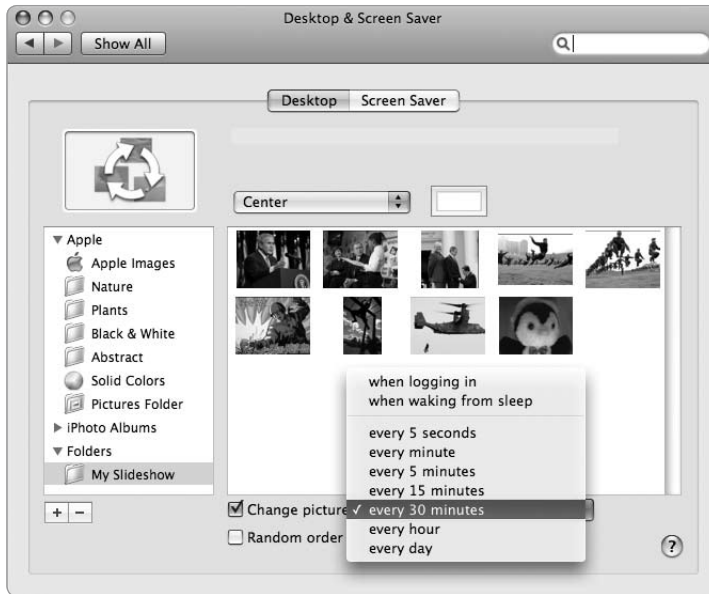 Desktop & Screen Saver
Show All
Desktop Screen Saver
Center
Apple
Apple Images
Nature
Plants
Black & White
Abstract
Solid Colors
Pictures Folder
iPhoto Albums
Folders
My Slideshow
when logging in
when waking from sleep
every 5 seconds
every minute
every 5 minutes
every 15 minutes
Change picture ✓ every 30 minutes
Random order every hour
every day
+ −
?